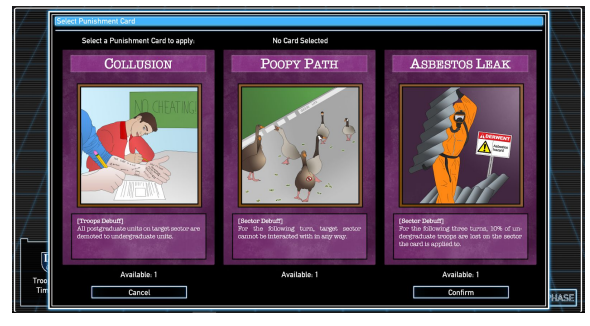 Select Punishment Card
Select a Punishment Card to apply:
No Card Selected
COLLUSION
POOPY PATH
ASBESTOS LEAK
NO CHEATING
DERWENT
Asbestos
hazard
[Troops Debuff]
All postgraduate units on target sector are
demoted to undergraduate units.
[Sector Debuff]
For the following turn, target sector
cannot be interacted with in any way.
[Sector Debuff]
For the following three turns, 10% of un-
dergraduate troops are lost on the sector
the card is applied to.
Available: 1
Available: 1
Available: 1
Cancel
Confirm
Troo
Tim
HASE